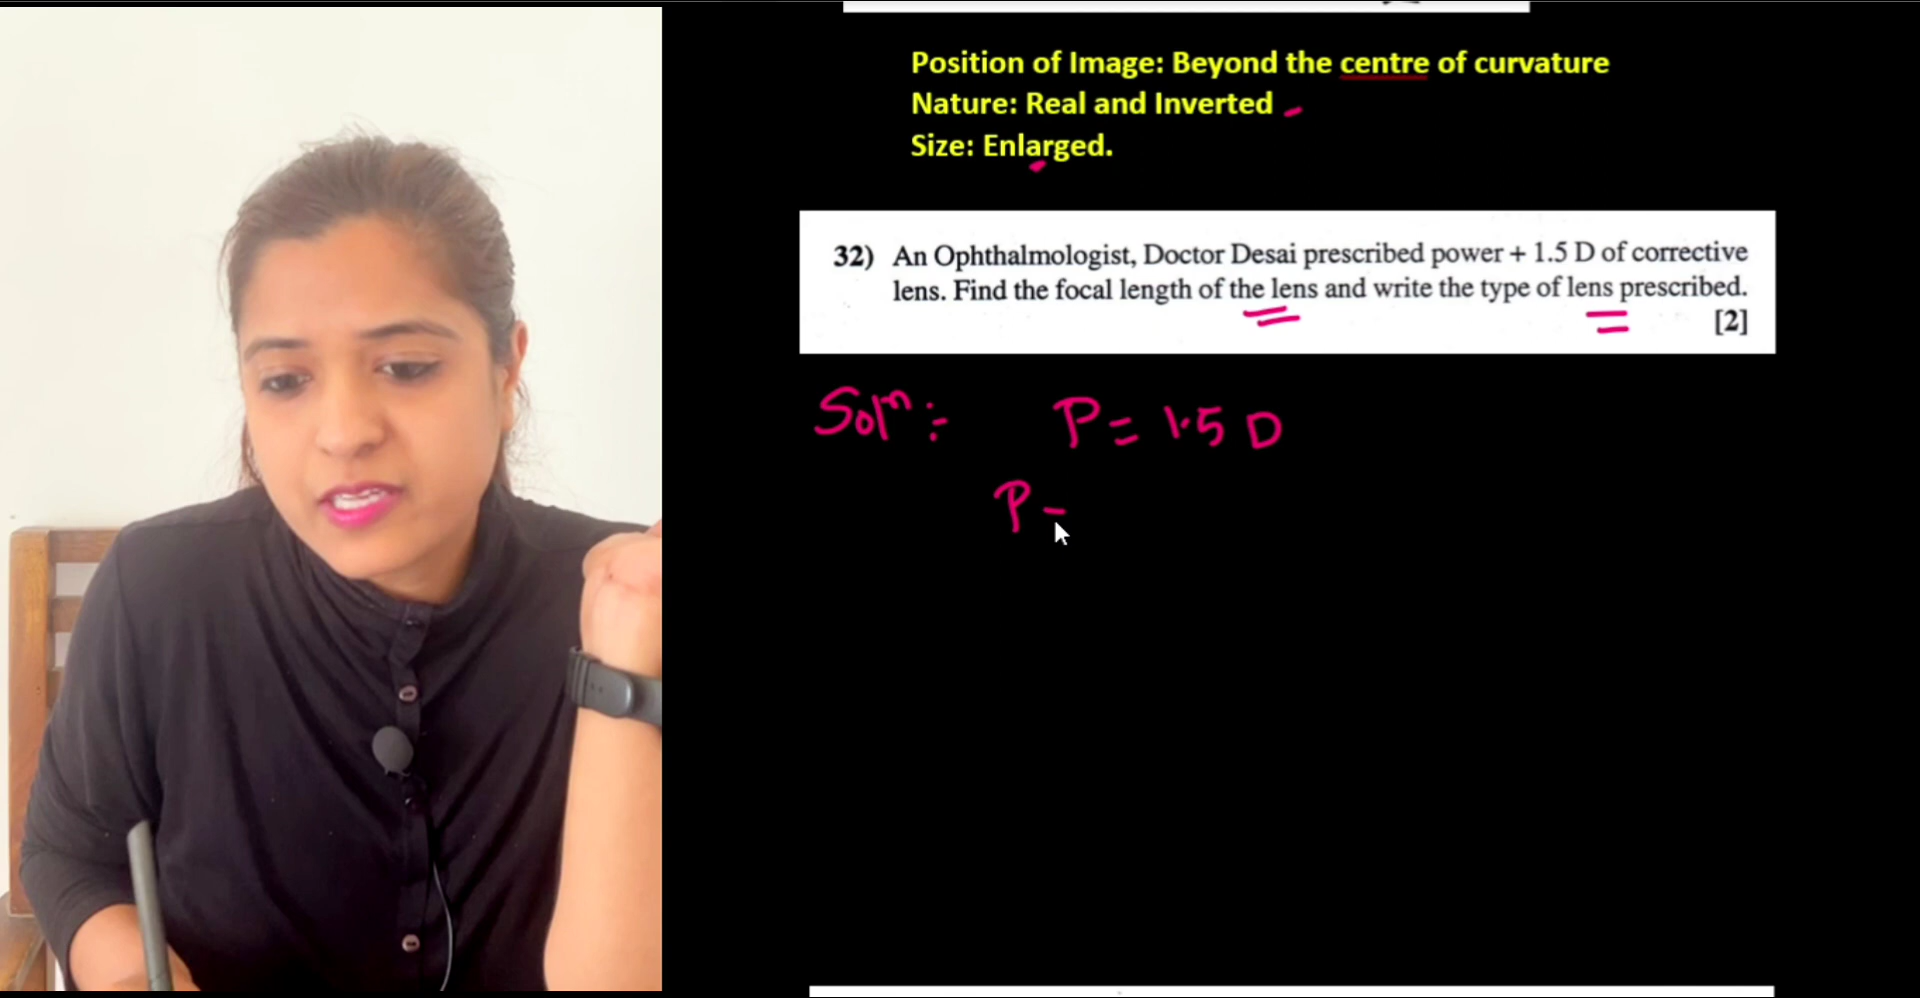 Position of Image: Beyond the centre of curvature
Nature: Real and Inverted
Size: Enlarged.
32) An Ophthalmologist, Doctor Desai prescribed power + 1.5 D of corrective
lens. Find the focal length of the lens and write the type of lens prescribed.
[2]
Solⁿ :- P = 1.5 D
P -